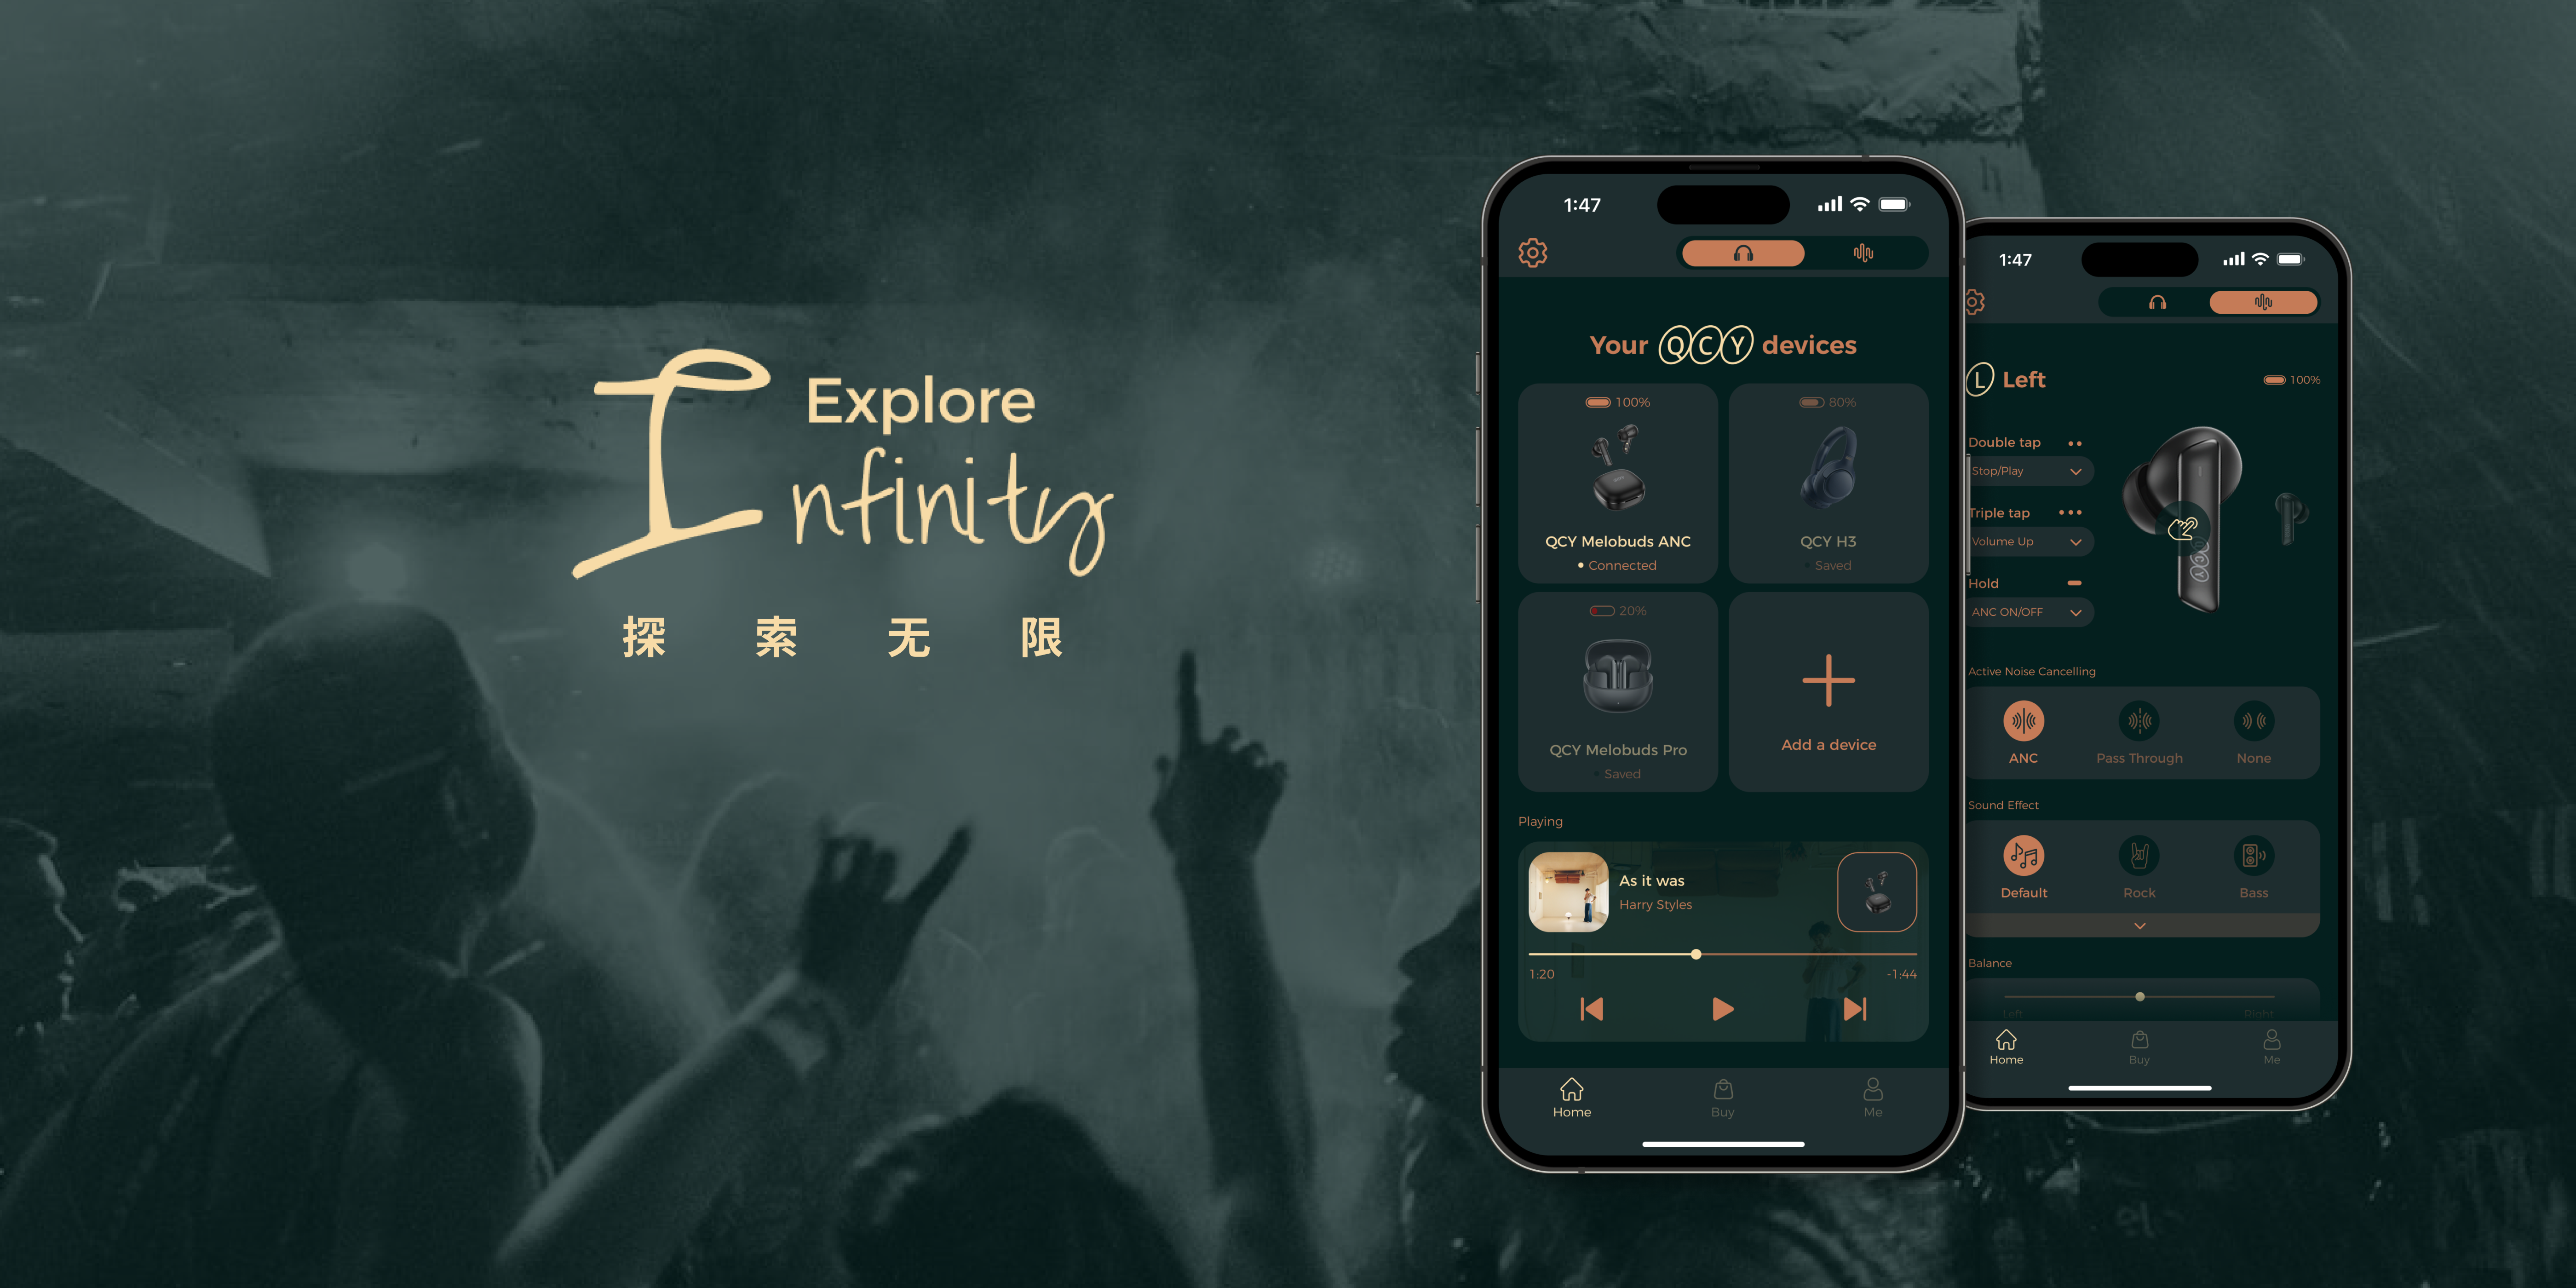 Explore
Infinity
探 索 无 限
1:47
Your QCY devices
100%
QCY Melobuds ANC
Connected
80%
QCY H3
Saved
20%
QCY Melobuds Pro
Saved
Add a device
Playing
As it was
Harry Styles
1:20
-1:44
Home
Buy
Me
1:47
L Left
100%
Double tap
Stop/Play
Triple tap
Volume Up
Hold
ANC ON/OFF
QCY
Active Noise Cancelling
ANC
Pass Through
None
Sound Effect
Default
Rock
Bass
Balance
Left
Right
Home
Buy
Me